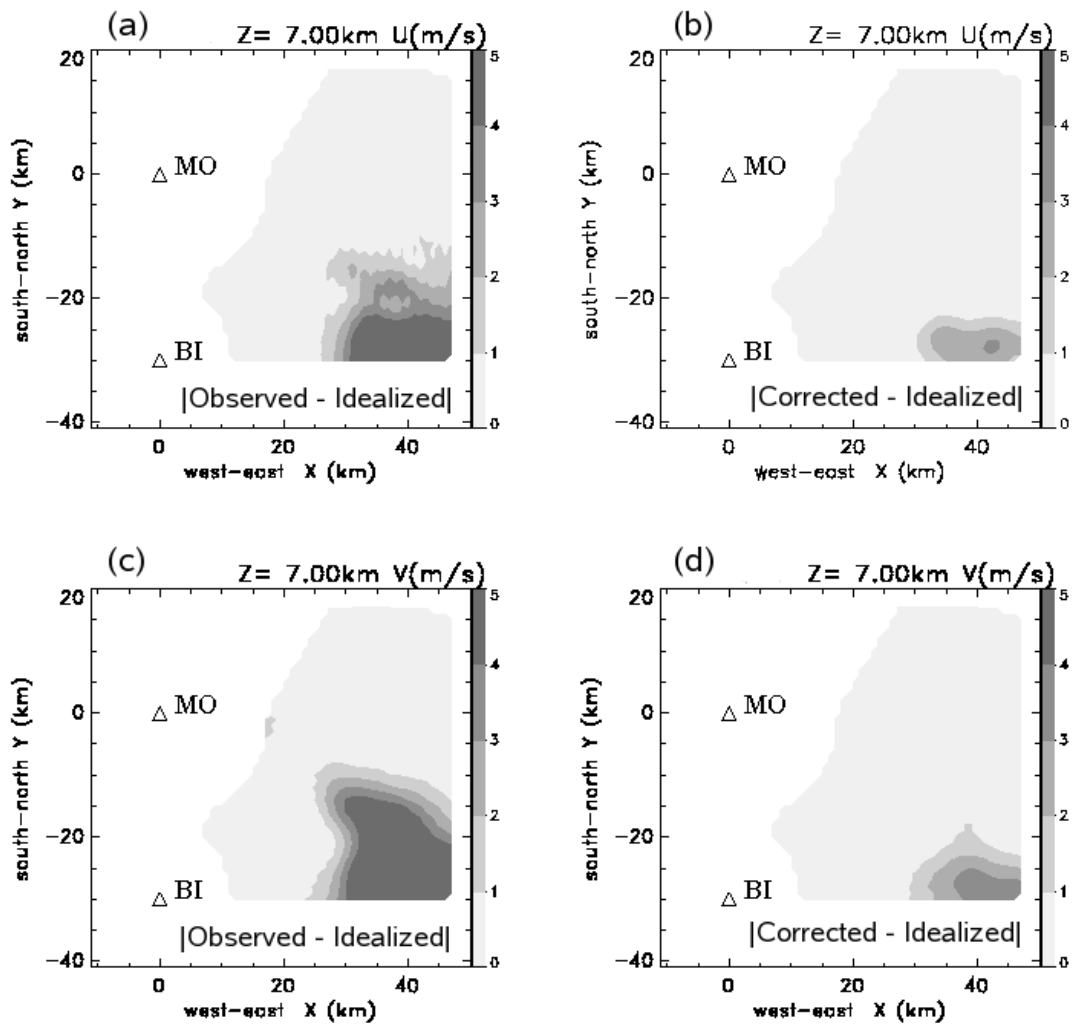 (a)
Z= 7.00km U(m/s)
20
0
−20
−40
south-north Y (km)
MO
BI
|Observed - Idealized|
0 20 40
west-east X (km)
5
4
3
2
1
0
(b)
Z= 7.00km U(m/s)
20
0
−20
−40
south-north Y (km)
MO
BI
|Corrected - Idealized|
0 20 40
west-east X (km)
5
4
3
2
1
0
(c)
Z= 7.00km V(m/s)
20
0
−20
−40
south-north Y (km)
MO
BI
|Observed - Idealized|
0 20 40
west-east X (km)
5
4
3
2
1
0
(d)
Z= 7.00km V(m/s)
20
0
−20
−40
south-north Y (km)
MO
BI
|Corrected - Idealized|
0 20 40
west-east X (km)
5
4
3
2
1
0